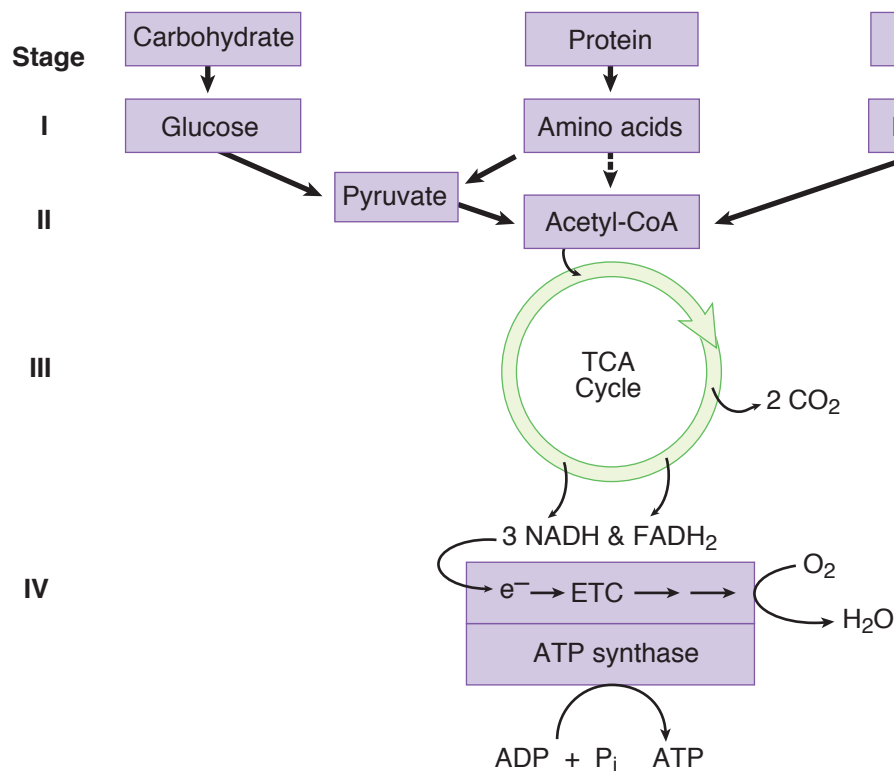 Carbohydrate
Protein
Stage
I
Glucose
Amino acids
Pyruvate
II
Acetyl-CoA
III
TCA
Cycle
2 CO₂
3 NADH & FADH₂
IV
e⁻
ETC
O₂
H₂O
ATP synthase
ADP + Pᵢ
ATP